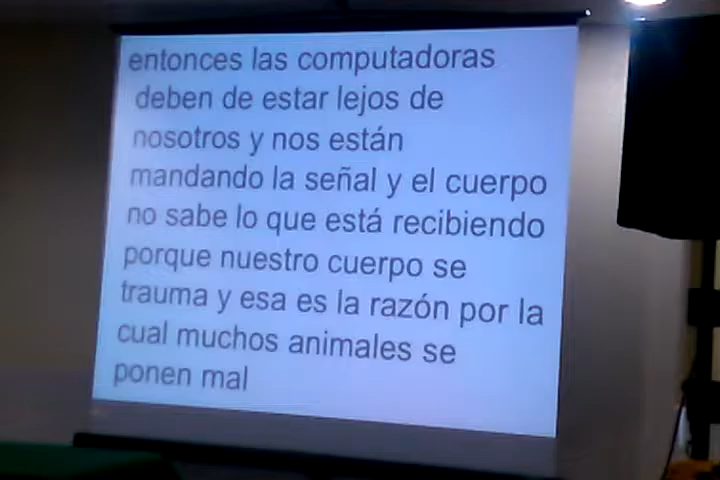 entonces las computadoras
deben de estar lejos de
nosotros y nos están
mandando la señal y el cuerpo
no sabe lo que está recibiendo
porque nuestro cuerpo se
trauma y esa es la razón por la
cual muchos animales se
ponen mal